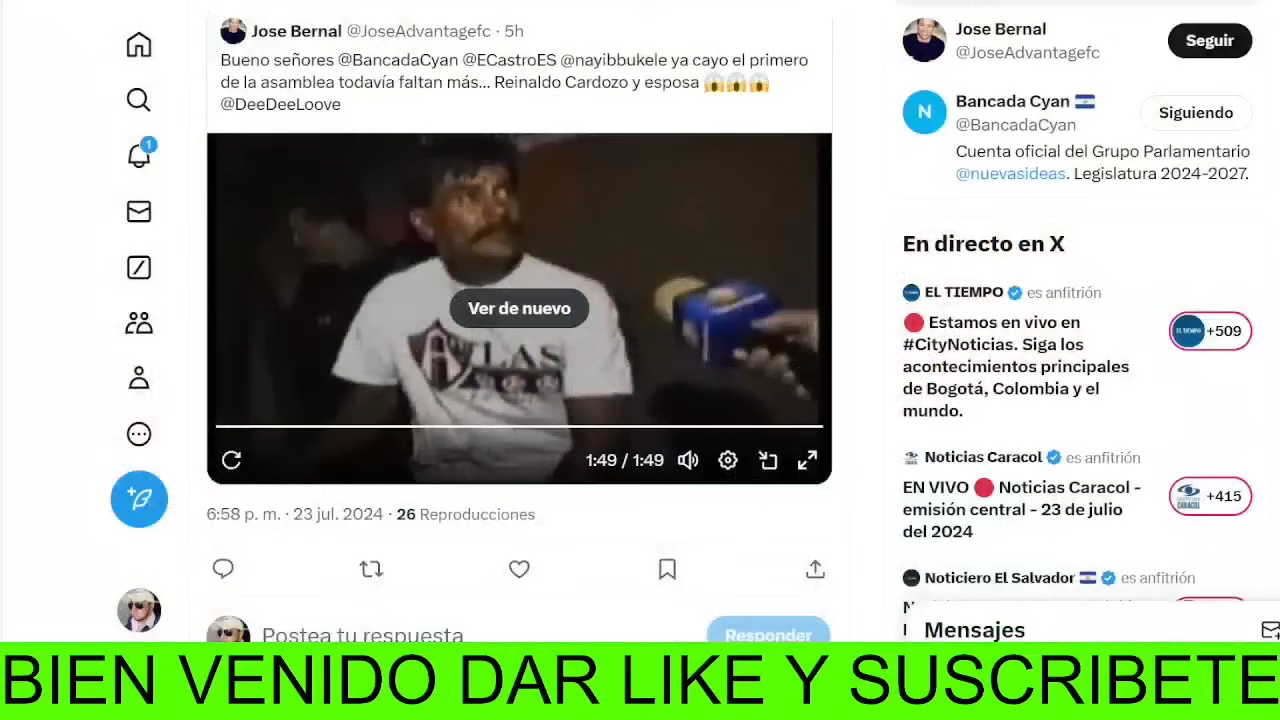 Jose Bernal @JoseAdvantagefc · 5h
Bueno señores @BancadaCyan @ECastroES @nayibbukele ya cayo el primero
de la asamblea todavía faltan más... Reinaldo Cardozo y esposa 😱😱😱
@DeeDeeLoove
LAS
Ver de nuevo
1:49 / 1:49
6:58 p. m. · 23 jul. 2024 · 26 Reproducciones
Postea tu respuesta
Responder
1
Jose Bernal
@JoseAdvantagefc
Seguir
N
Bancada Cyan 🇸🇻
@BancadaCyan
Siguiendo
Cuenta oficial del Grupo Parlamentario
@nuevasideas. Legislatura 2024-2027.
En directo en X
EL TIEMPO es anfitrión
🔴 Estamos en vivo en
#CityNoticias. Siga los
acontecimientos principales
de Bogotá, Colombia y el
mundo.
EL TIEMPO
+509
Noticias Caracol es anfitrión
EN VIVO 🔴 Noticias Caracol -
emisión central - 23 de julio
del 2024
+415
Noticiero El Salvador 🇸🇻 es anfitrión
Mensajes
BIEN VENIDO DAR LIKE Y SUSCRIBETE